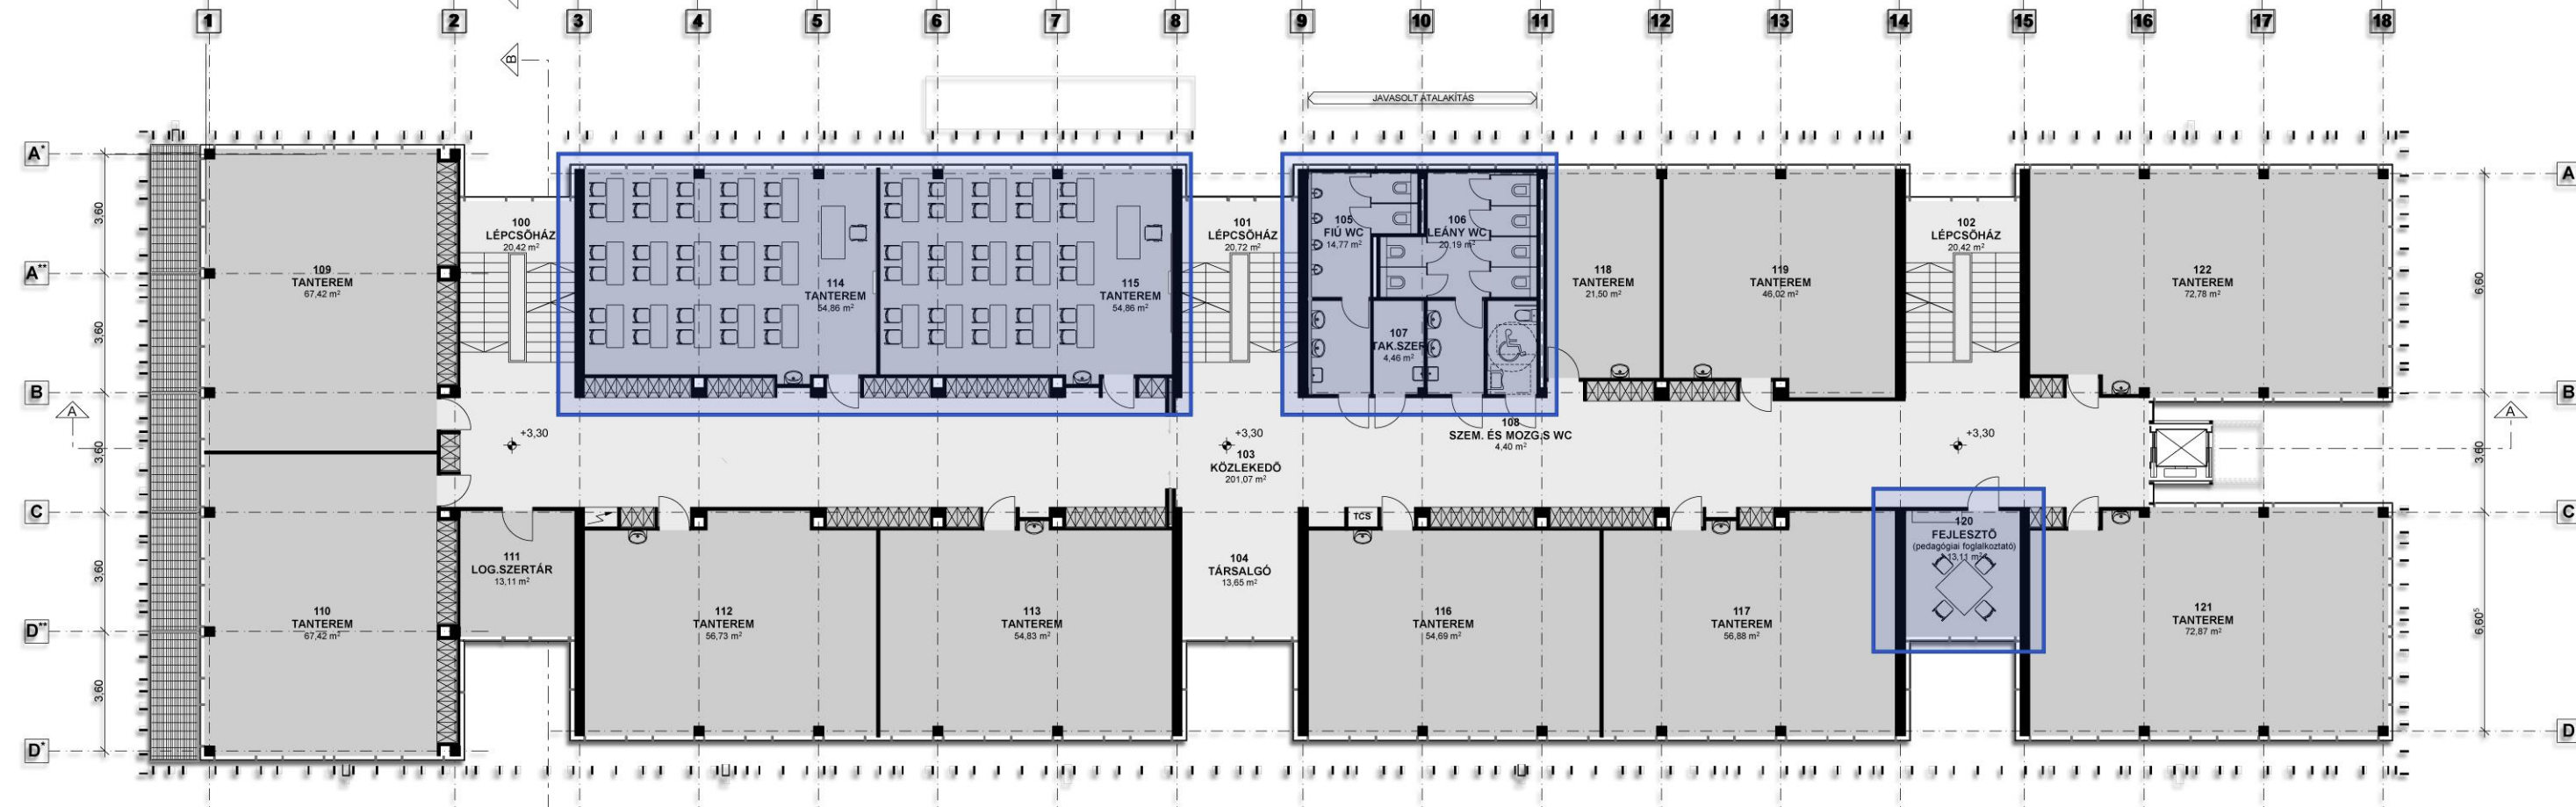 1 2 3 4 5 6 7 8 9 10 11 12 13 14 15 16 17 18
B
JAVASOLT ÁTALAKÍTÁS
A*
A
100
LÉPCSŐHÁZ
20,42 m²
101
LÉPCSŐHÁZ
20,72 m²
105
FIÚ WC
14,77 m²
106
LEÁNY WC
20,19 m²
102
LÉPCSŐHÁZ
20,42 m²
3,60
A**
109
TANTEREM
67,42 m²
114
TANTEREM
54,86 m²
115
TANTEREM
54,86 m²
118
TANTEREM
21,50 m²
119
TANTEREM
46,02 m²
122
TANTEREM
72,78 m²
6,60
3,60
107
TAK.SZER
4,46 m²
B
B
A
A
+3,30
+3,30
108
SZEM. ÉS MOZG.S WC
4,40 m²
+3,30
3,60
3,60
103
KÖZLEKEDŐ
201,07 m²
C
TCS
C
120
FEJLESZTŐ
(pedagógiai foglalkoztató)
13,11 m²
111
LOG.SZERTÁR
13,11 m²
104
TÁRSALGÓ
13,65 m²
3,60
110
TANTEREM
67,42 m²
112
TANTEREM
56,73 m²
113
TANTEREM
54,83 m²
116
TANTEREM
54,69 m²
117
TANTEREM
56,88 m²
121
TANTEREM
72,87 m²
6,60⁵
D**
3,60
D*
D